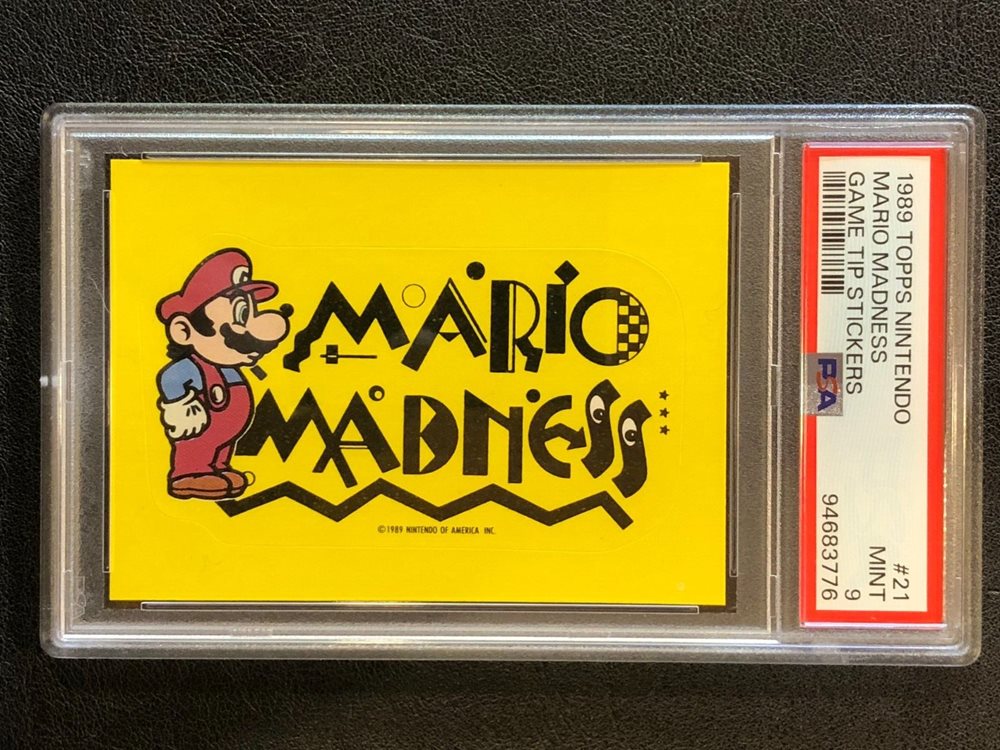 MARIO
MADNESS
©1989 NINTENDO OF AMERICA INC.
1989 TOPPS NINTENDO #21
MARIO MADNESS MINT
GAME TIP STICKERS 9
PSA 94683776